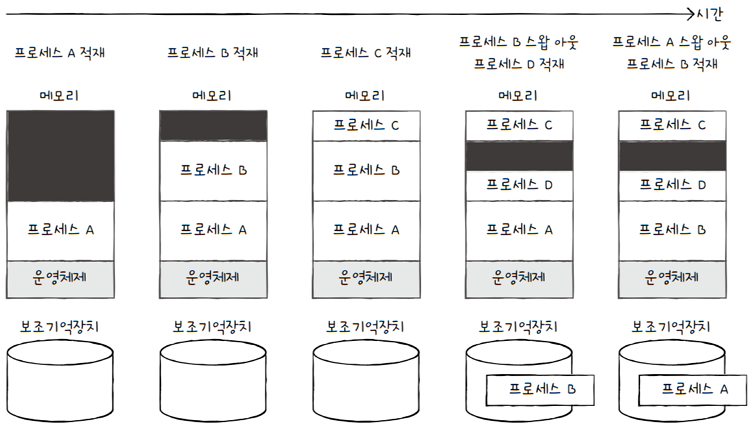 시간
프로세스 A 적재
프로세스 B 적재
프로세스 C 적재
프로세스 B 스왑 아웃
프로세스 D 적재
프로세스 A 스왑 아웃
프로세스 B 적재
메모리
메모리
메모리
메모리
메모리
프로세스 A
운영체제
프로세스 B
프로세스 A
운영체제
프로세스 C
프로세스 B
프로세스 A
운영체제
프로세스 C
프로세스 D
프로세스 A
운영체제
프로세스 C
프로세스 D
프로세스 B
운영체제
보조기억장치
보조기억장치
보조기억장치
보조기억장치
보조기억장치
프로세스 B
프로세스 A